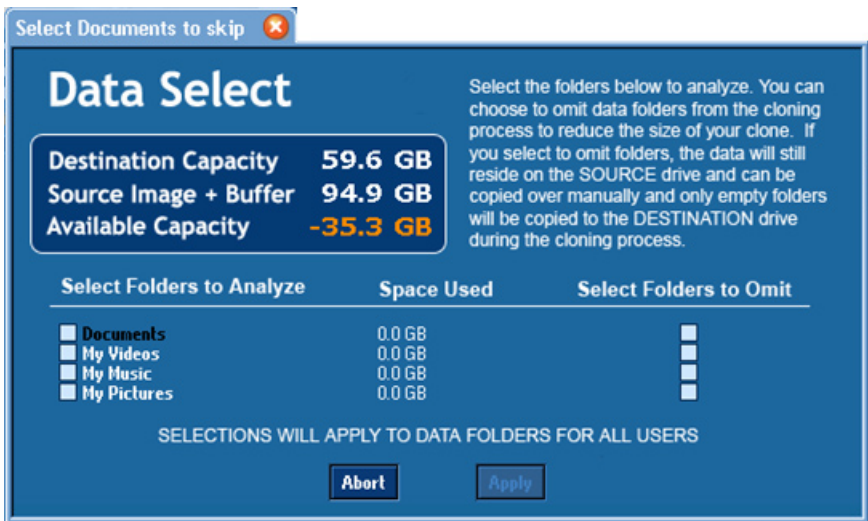 Select Documents to skip
Data Select
Select the folders below to analyze. You can
choose to omit data folders from the cloning
process to reduce the size of your clone. If
you select to omit folders, the data will still
reside on the SOURCE drive and can be
copied over manually and only empty folders
will be copied to the DESTINATION drive
during the cloning process.
Destination Capacity 59.6 GB
Source Image + Buffer 94.9 GB
Available Capacity -35.3 GB
Select Folders to Analyze Space Used Select Folders to Omit
Documents 0.0 GB
My Videos 0.0 GB
My Music 0.0 GB
My Pictures 0.0 GB
SELECTIONS WILL APPLY TO DATA FOLDERS FOR ALL USERS
Abort Apply